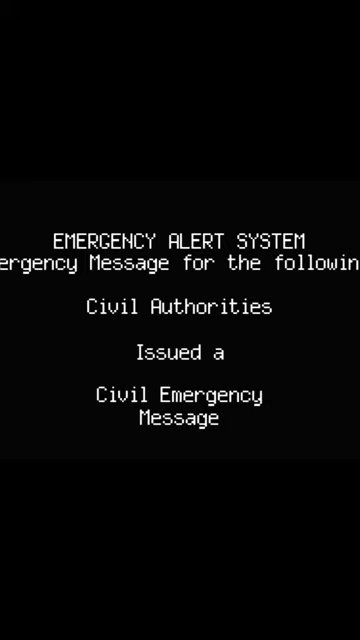 EMERGENCY ALERT SYSTEM
ergency Message for the followin
Civil Authorities
Issued a
Civil Emergency
Message